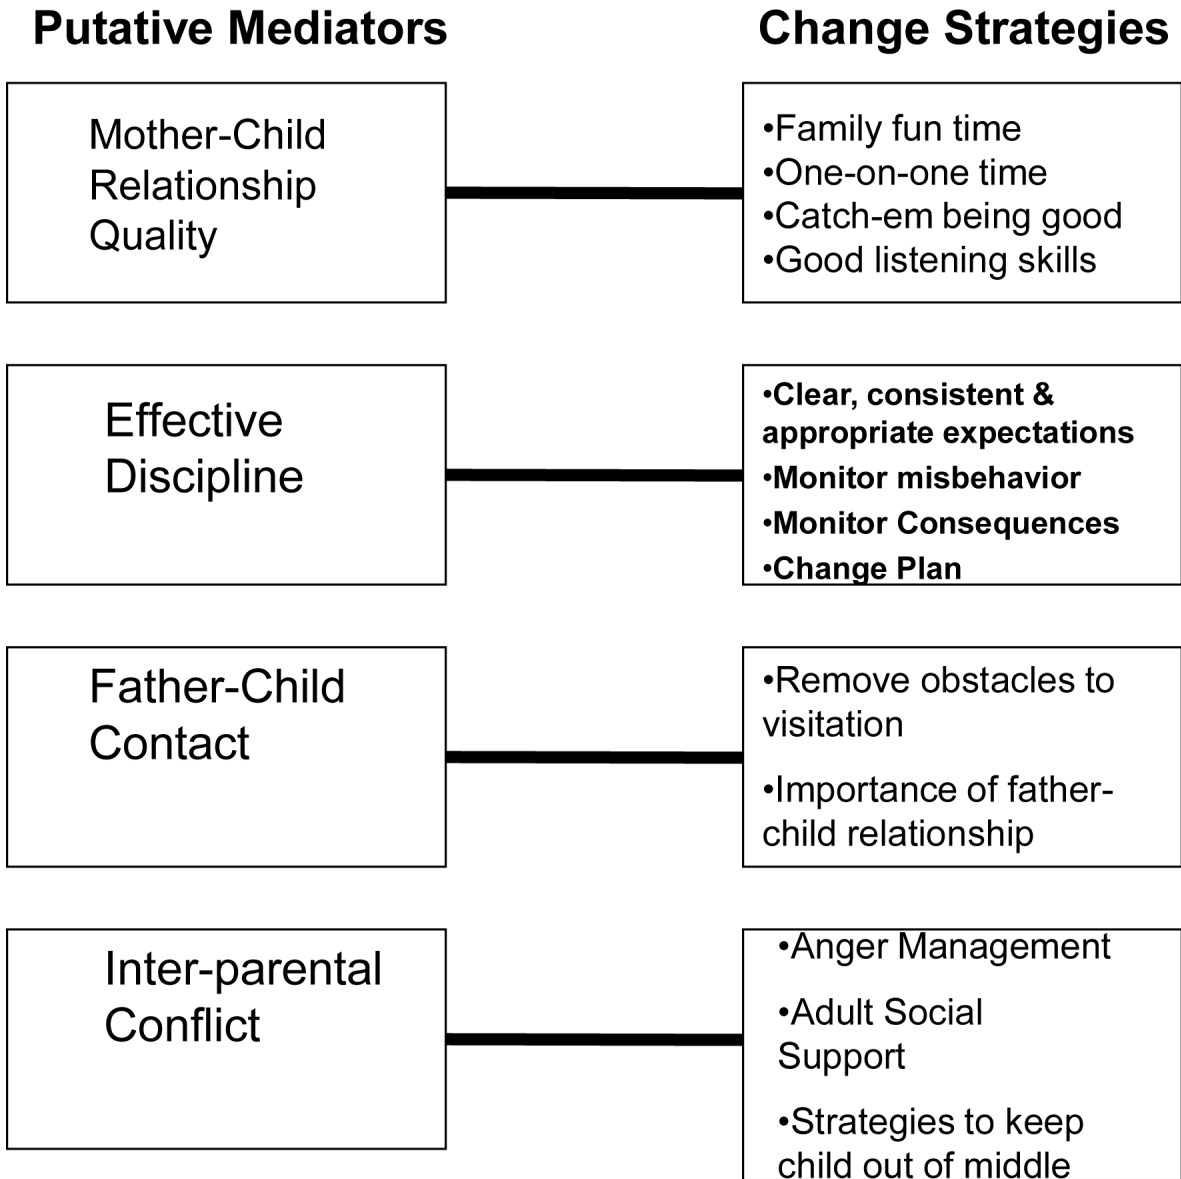 Putative Mediators
Change Strategies
Mother-Child
Relationship
Quality
•Family fun time
•One-on-one time
•Catch-em being good
•Good listening skills
Effective
Discipline
•Clear, consistent &
appropriate expectations
•Monitor misbehavior
•Monitor Consequences
•Change Plan
Father-Child
Contact
•Remove obstacles to
visitation
•Importance of father-
child relationship
Inter-parental
Conflict
•Anger Management
•Adult Social
Support
•Strategies to keep
child out of middle